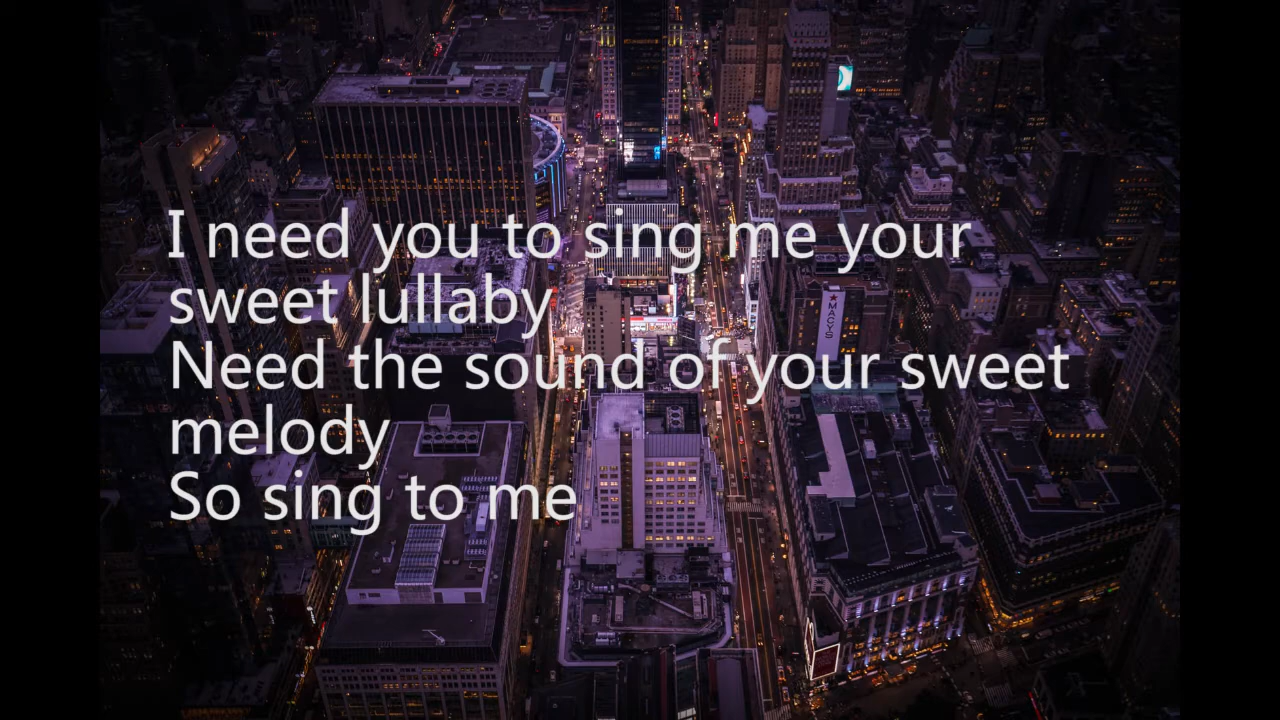 I need you to sing me your
sweet lullaby
Need the sound of your sweet
melody
So sing to me
★MACYS